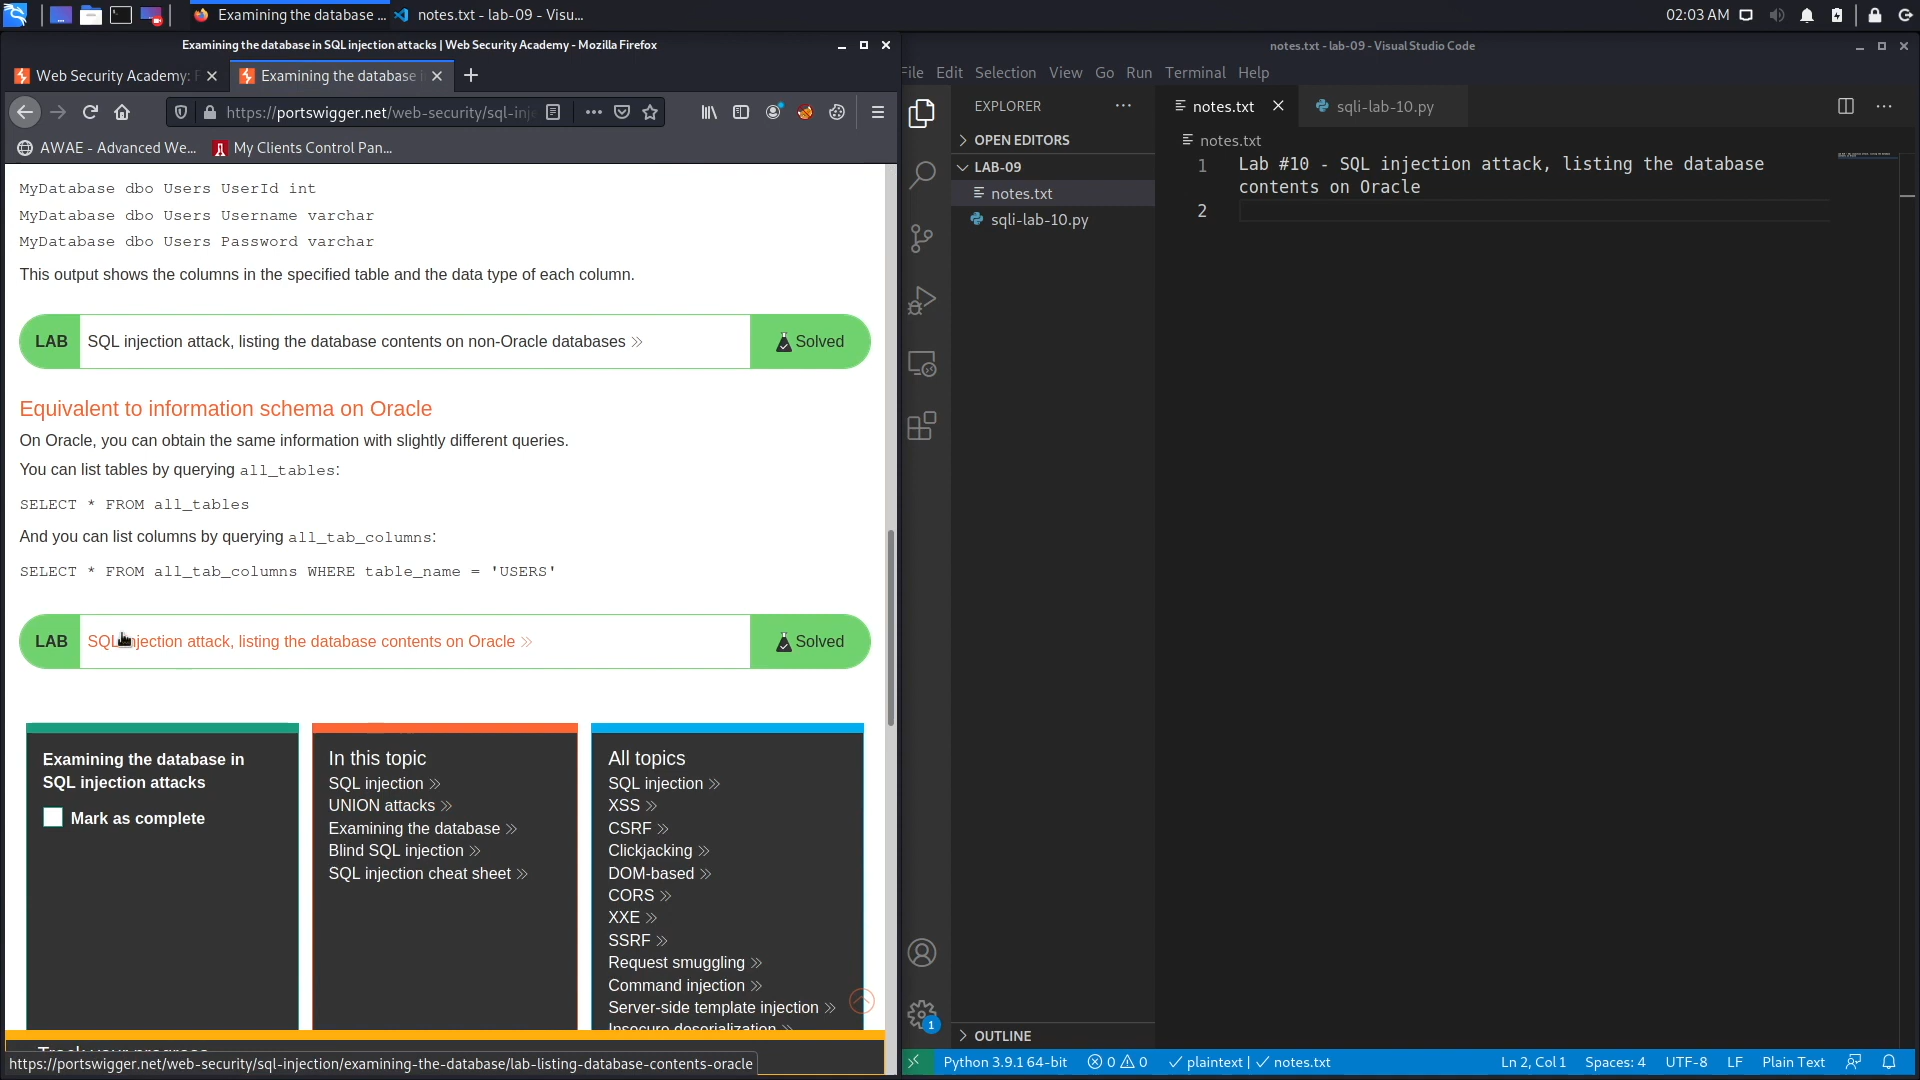 Examining the database ...
notes.txt - lab-09 - Visu...
02:03 AM
Examining the database in SQL injection attacks | Web Security Academy - Mozilla Firefox
Web Security Academy:
Examining the database
https://portswigger.net/web-security/sql-inj
AWAE - Advanced We...
My Clients Control Pan...
MyDatabase dbo Users UserId int
MyDatabase dbo Users Username varchar
MyDatabase dbo Users Password varchar
This output shows the columns in the specified table and the data type of each column.
LAB
SQL injection attack, listing the database contents on non-Oracle databases
Solved
Equivalent to information schema on Oracle
On Oracle, you can obtain the same information with slightly different queries.
You can list tables by querying all_tables:
SELECT * FROM all_tables
And you can list columns by querying all_tab_columns:
SELECT * FROM all_tab_columns WHERE table_name = 'USERS'
LAB
SQL injection attack, listing the database contents on Oracle
Solved
Examining the database in
SQL injection attacks
Mark as complete
In this topic
SQL injection
UNION attacks
Examining the database
Blind SQL injection
SQL injection cheat sheet
All topics
SQL injection
XSS
CSRF
Clickjacking
DOM-based
CORS
XXE
SSRF
Request smuggling
Command injection
Server-side template injection
Insecure deserialization
Track your progress
https://portswigger.net/web-security/sql-injection/examining-the-database/lab-listing-database-contents-oracle
notes.txt - lab-09 - Visual Studio Code
File Edit Selection View Go Run Terminal Help
EXPLORER
OPEN EDITORS
LAB-09
notes.txt
sqli-lab-10.py
OUTLINE
notes.txt
sqli-lab-10.py
notes.txt
1 Lab #10 - SQL injection attack, listing the database
contents on Oracle
2
1
Python 3.9.1 64-bit
0
0
plaintext |
notes.txt
Ln 2, Col 1
Spaces: 4
UTF-8
LF
Plain Text